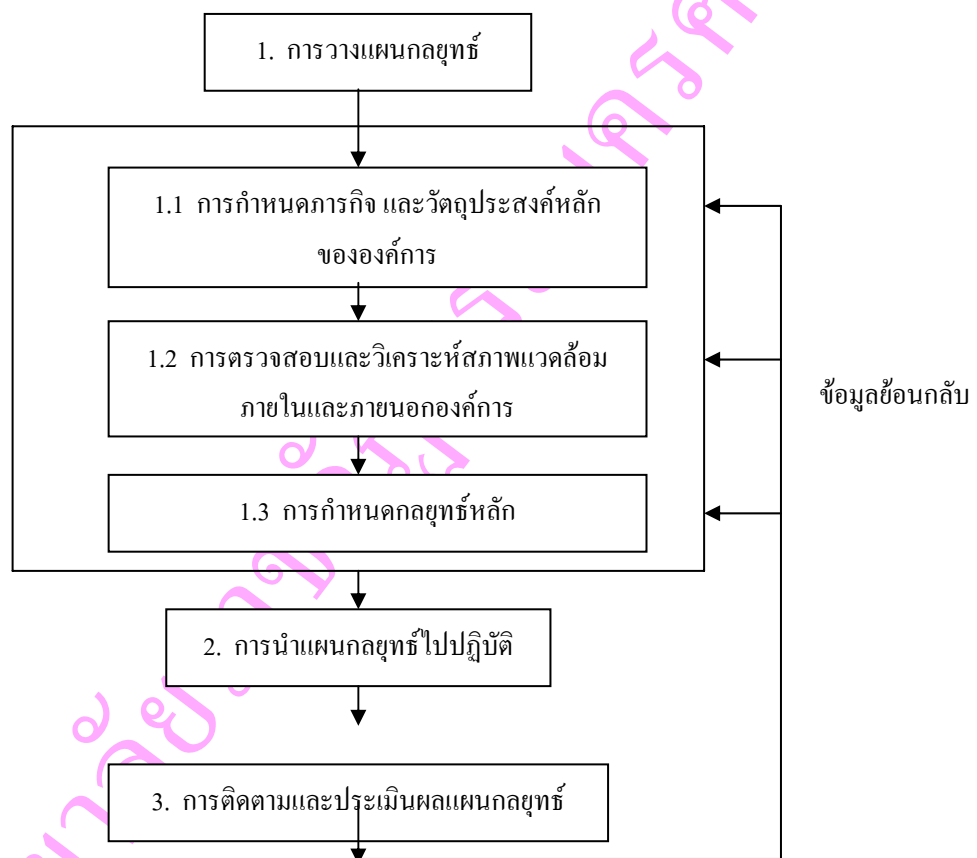 1. การวางแผนกลยุทธ์
1.1 การกำหนดภารกิจ และวัตถุประสงค์หลัก
ขององค์การ
1.2 การตรวจสอบและวิเคราะห์สภาพแวดล้อม
ภายในและภายนอกองค์การ
ข้อมูลย้อนกลับ
1.3 การกำหนดกลยุทธ์หลัก
2. การนำแผนกลยุทธ์ไปปฏิบัติ
3. การติดตามและประเมินผลแผนกลยุทธ์